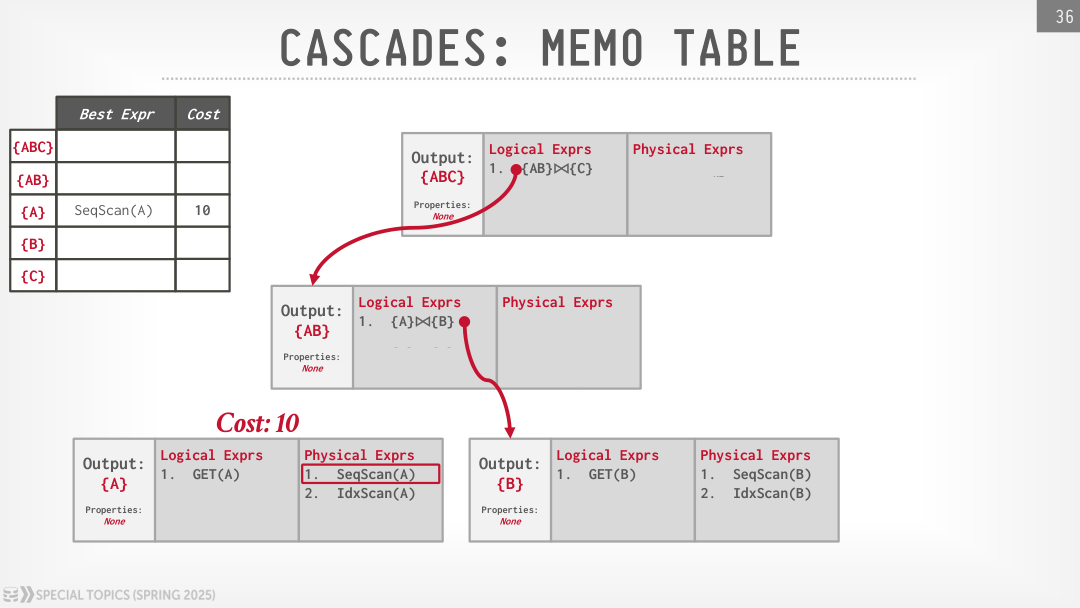 36
CASCADES: MEMO TABLE
Best Expr Cost
{ABC}
{AB}
{A} SeqScan(A) 10
{B}
{C}
Output:
{ABC}
Properties:
None
Logical Exprs
1. {AB}⋈{C}
Physical Exprs
Output:
{AB}
Properties:
None
Logical Exprs
1. {A}⋈{B}
Physical Exprs
Cost: 10
Output:
{A}
Properties:
None
Logical Exprs
1. GET(A)
Physical Exprs
1. SeqScan(A)
2. IdxScan(A)
Output:
{B}
Properties:
None
Logical Exprs
1. GET(B)
Physical Exprs
1. SeqScan(B)
2. IdxScan(B)
SPECIAL TOPICS (SPRING 2025)